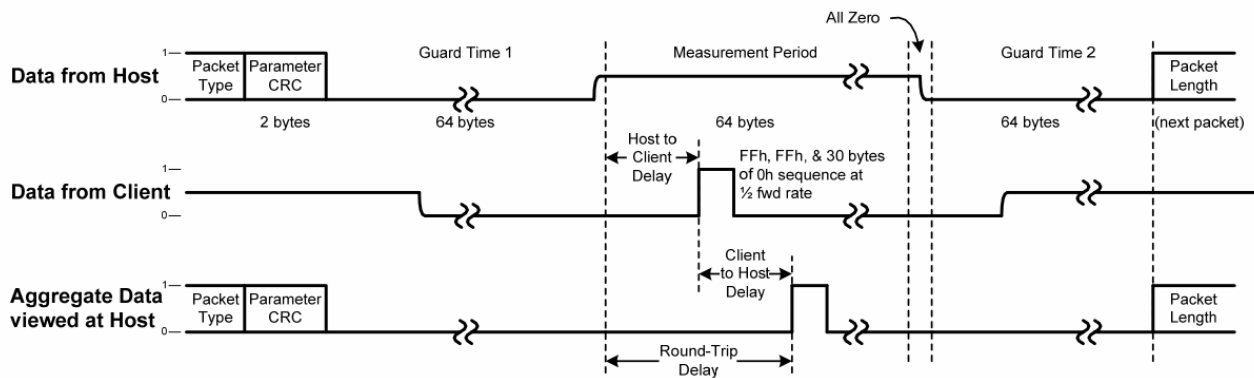 All Zero
Guard Time 1
Measurement Period
Guard Time 2
Data from Host
1
0
Packet
Type
Parameter
CRC
Packet
Length
2 bytes
64 bytes
64 bytes
64 bytes
(next packet)
Host to
Client
Delay
FFh, FFh, & 30 bytes
of 0h sequence at
½ fwd rate
Data from Client
1
0
Client
to Host
Delay
Aggregate Data
viewed at Host
1
0
Packet
Type
Parameter
CRC
Packet
Length
Round-Trip
Delay